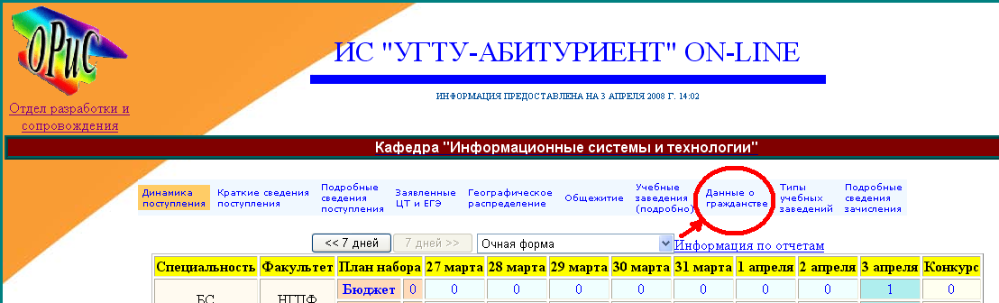 ОРиС
ИС "УГТУ-АБИТУРИЕНТ" ON-LINE
ИНФОРМАЦИЯ ПРЕДОСТАВЛЕНА НА 3 АПРЕЛЯ 2008 Г. 14:02
Отдел разработки и
сопровождения
Кафедра "Информационные системы и технологии"
Динамика
поступления
Краткие сведения
поступления
Подробные
сведения
поступления
Заявленные
ЦТ и ЕГЭ
Географическое
распределение
Общежитие
Учебные
заведения
(подробно)
Данные о
гражданстве
Типы
учебных
заведений
Подробные
сведения
зачисления
<< 7 дней
7 дней >>
Очная форма
Информация по отчетам
Специальность Факультет План набора 27 марта 28 марта 29 марта 30 марта 31 марта 1 апреля 2 апреля 3 апреля Конкурс
БС НГПФ Бюджет 0 0 0 0 0 0 0 0 1 0